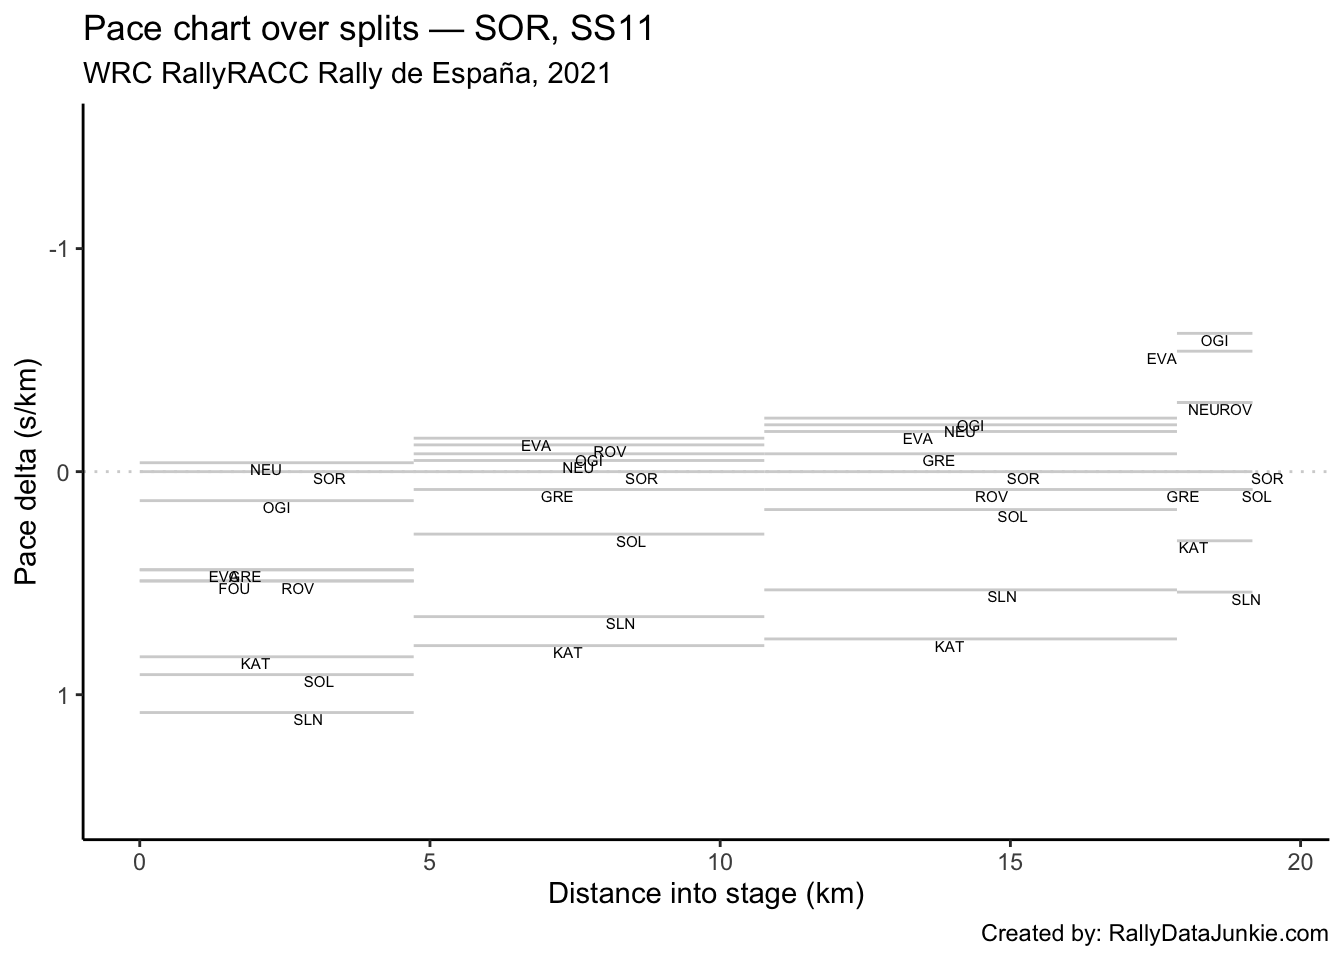 Pace chart over splits — SOR, SS11
WRC RallyRACC Rally de España, 2021
Pace delta (s/km)
-1
0
1
OGI
EVA
NEUROV
EVA
ROV
OGI
NEU
OGI
NEU
EVA
GRE
NEU
SOR
SOR
SOR
SOR
OGI
GRE
ROV
GRE
SOL
SOL
SOL
KAT
EVA
GRE
FOU
ROV
SLN
SLN
SLN
KAT
KAT
KAT
SOL
SLN
0
5
10
15
20
Distance into stage (km)
Created by: RallyDataJunkie.com